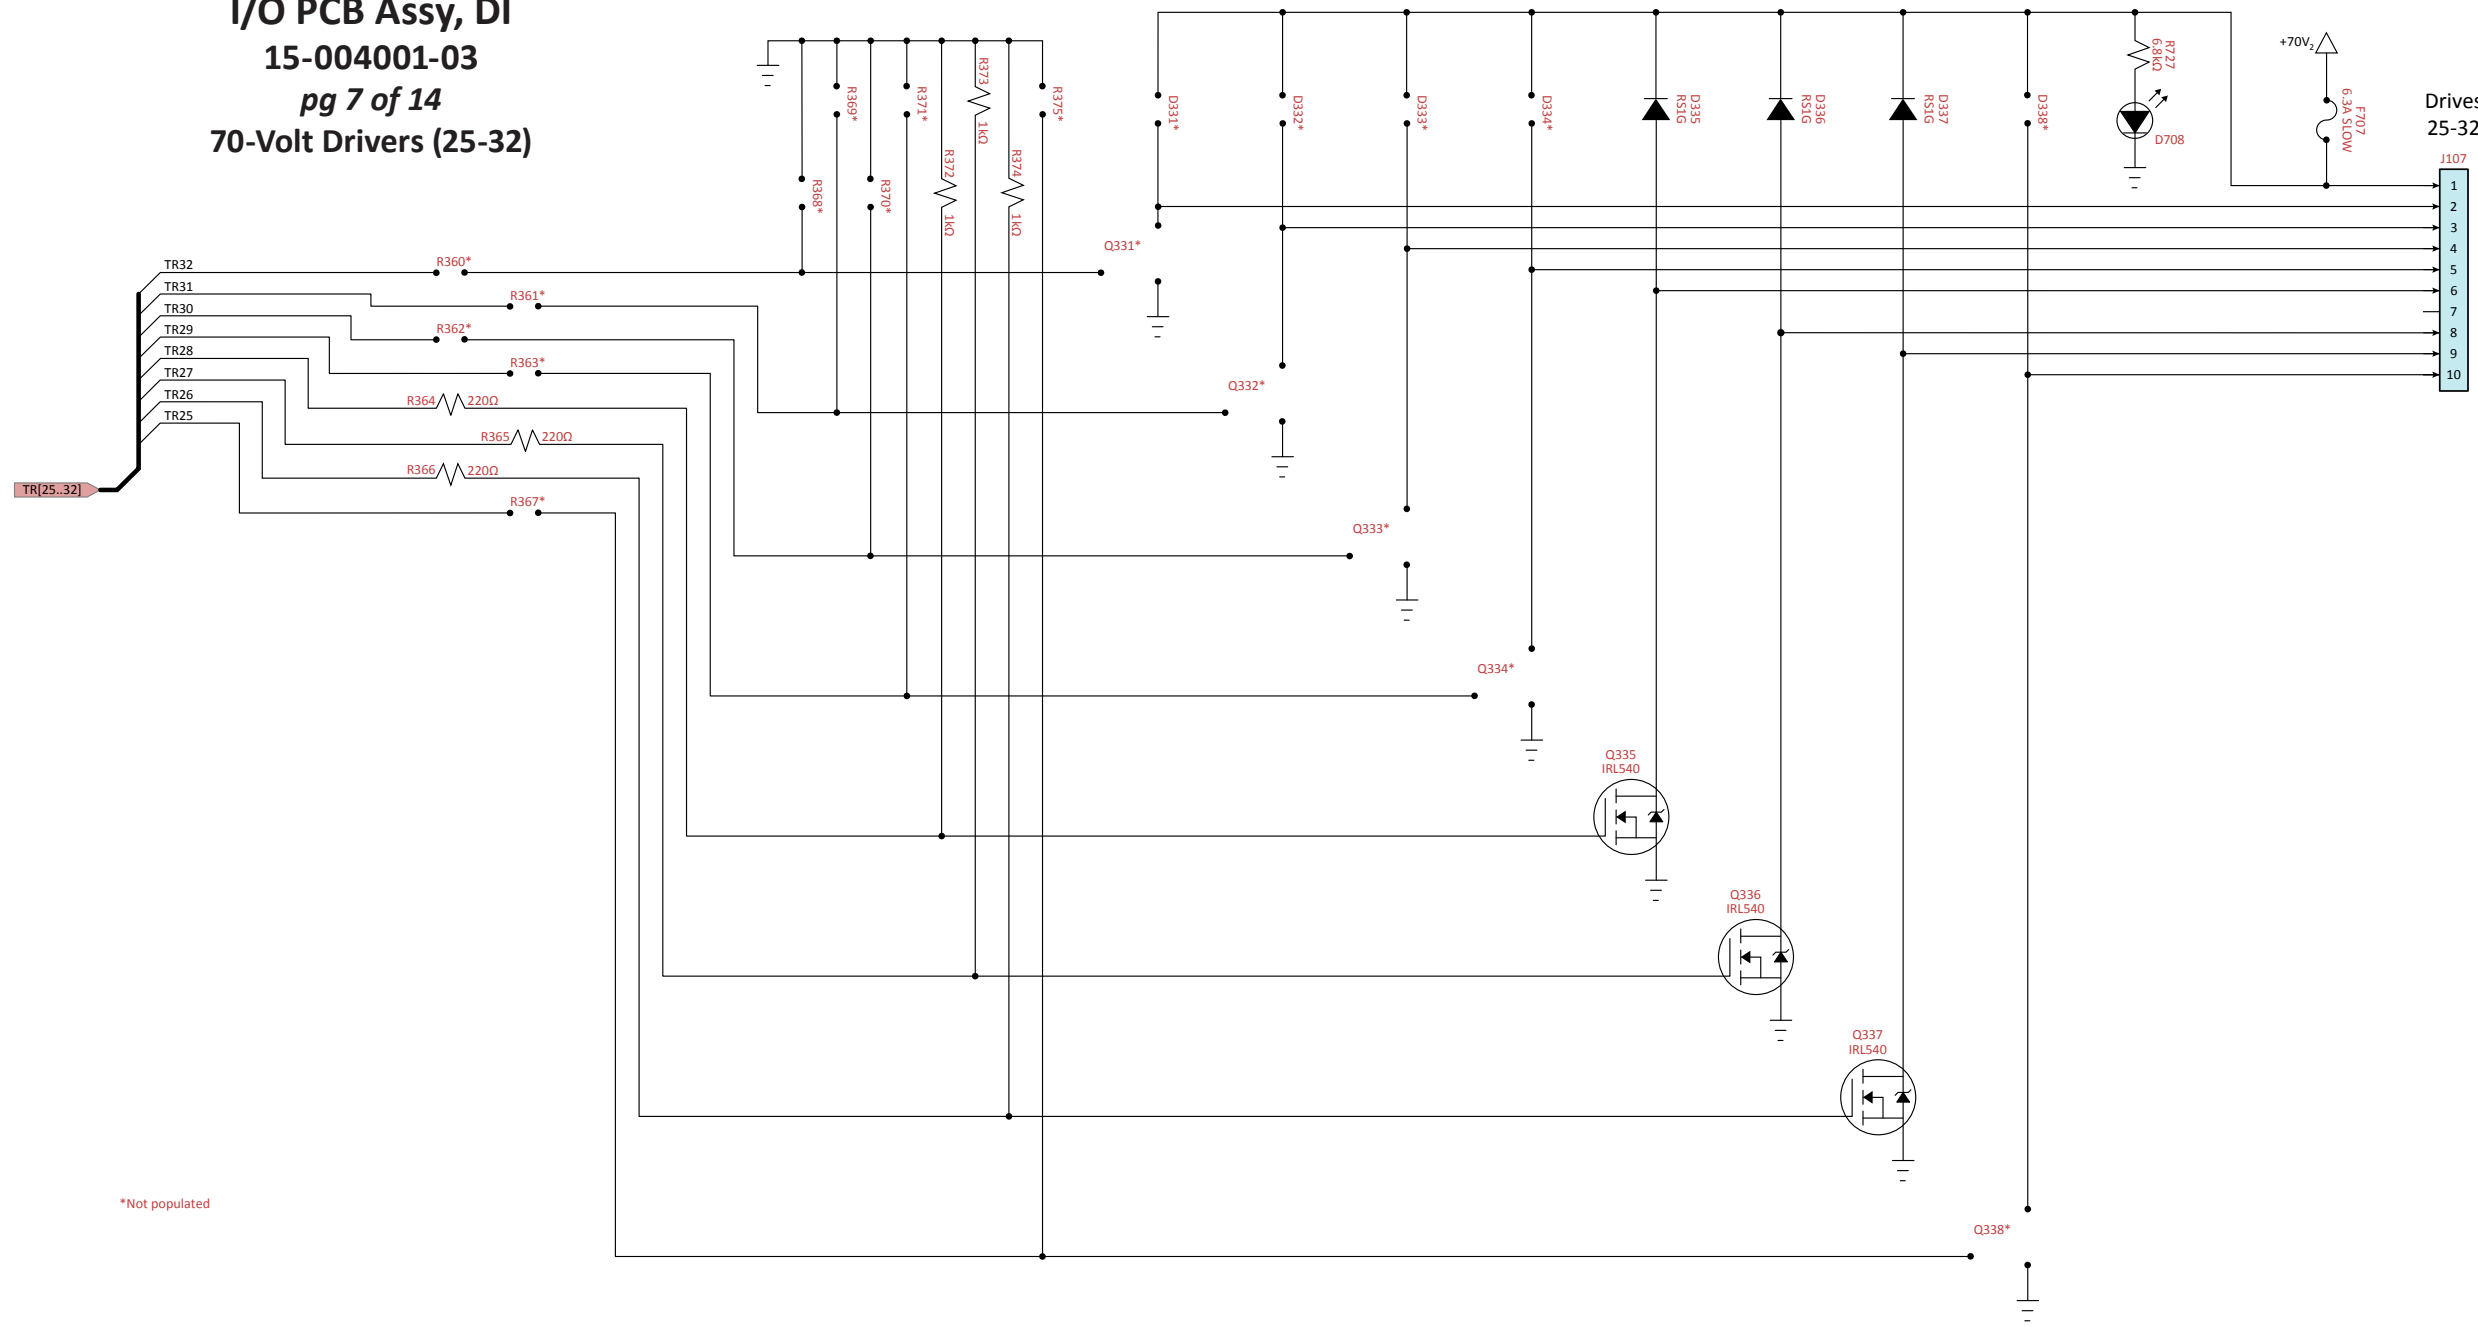 I/O PCB Assy, DI
15-004001-03
pg 7 of 14
70-Volt Drivers (25-32)
R368*
R369*
R370*
R371*
R372
1kΩ
R373
1kΩ
R374
1kΩ
R375*
D331*
D332*
D333*
D334*
D335
RS1G
D336
RS1G
D337
RS1G
D338*
R727
6.8kΩ
D708
+70V2
F707
6.3A SLOW
Drives
25-32
J107
1
2
3
4
5
6
7
8
9
10
TR32
TR31
TR30
TR29
TR28
TR27
TR26
TR25
TR[25..32]
R360*
R361*
R362*
R363*
R364 220Ω
R365 220Ω
R366 220Ω
R367*
Q331*
Q332*
Q333*
Q334*
Q335
IRL540
Q336
IRL540
Q337
IRL540
Q338*
*Not populated